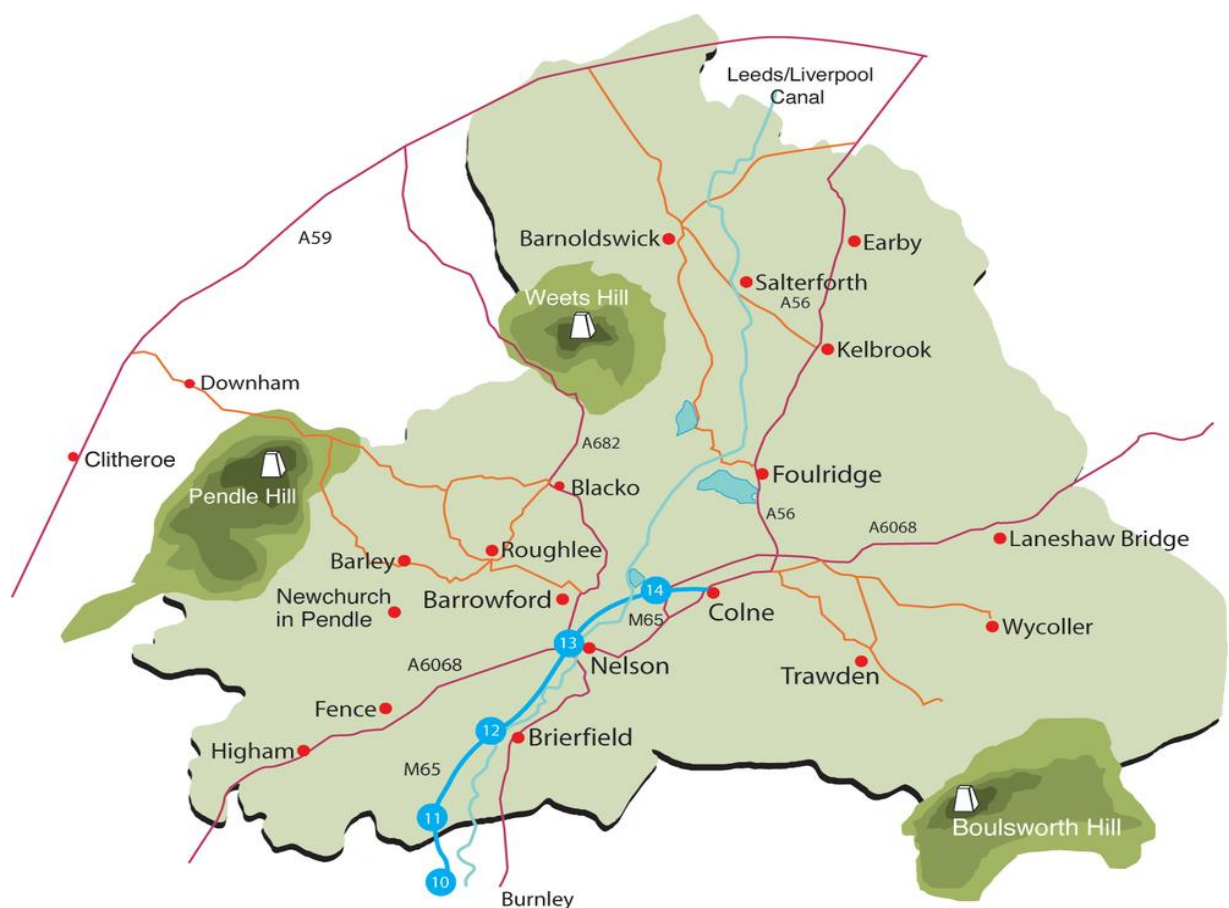 Leeds/Liverpool
Canal
A59
Barnoldswick
Earby
Salterforth
A56
Weets Hill
Kelbrook
Downham
A682
Clitheroe
Pendle Hill
Blacko
Foulridge
A56
A6068
Laneshaw Bridge
Roughlee
Barley
Newchurch
in Pendle
Barrowford
14
M65
Colne
Wycoller
13
Nelson
A6068
Trawden
Fence
12
Brierfield
Higham
M65
11
Boulsworth Hill
10
Burnley